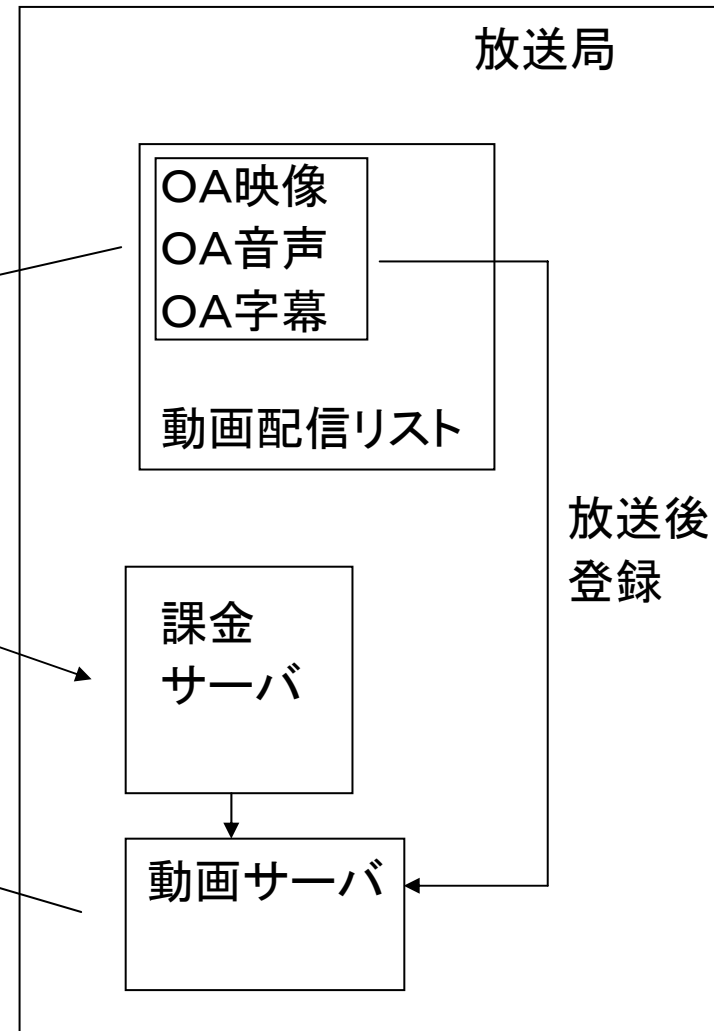 放送局
OA映像
OA音声
OA字幕
動画配信リスト
放送後
登録
課金
サーバ
動画サーバ